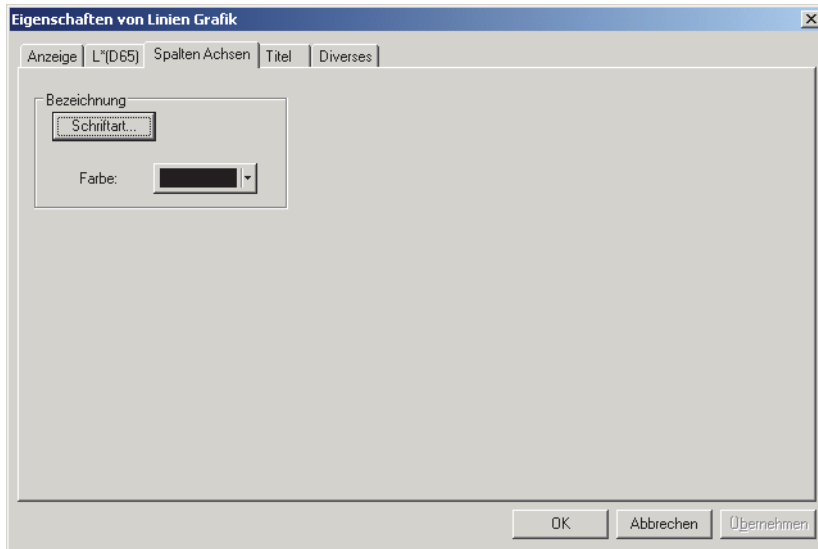 Eigenschaften von Linien Grafik
Anzeige L*(D65) Spalten Achsen Titel Diverses
Bezeichnung
Schriftart...
Farbe:
OK Abbrechen Übernehmen